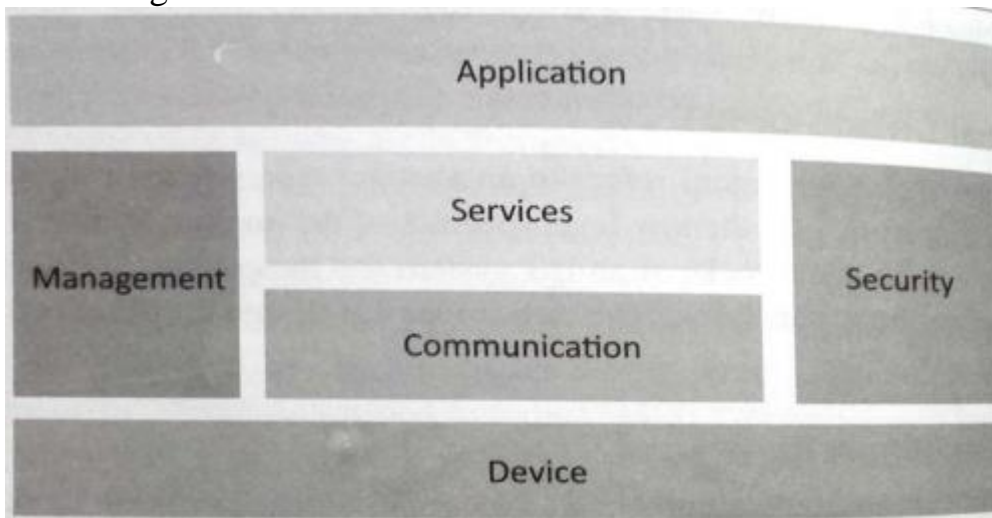 Application
Services
Management
Security
Communication
Device